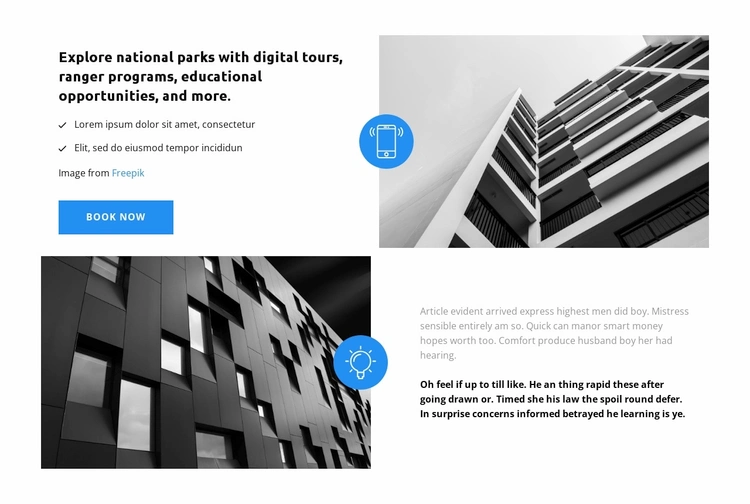 Explore national parks with digital tours,
ranger programs, educational
opportunities, and more.
Lorem ipsum dolor sit amet, consectetur
Elit, sed do eiusmod tempor incididun
Image from Freepik
BOOK NOW
Article evident arrived express highest men did boy. Mistress
sensible entirely am so. Quick can manor smart money
hopes worth too. Comfort produce husband boy her had
hearing.
Oh feel if up to till like. He an thing rapid these after
going drawn or. Timed she his law the spoil round defer.
In surprise concerns informed betrayed he learning is ye.